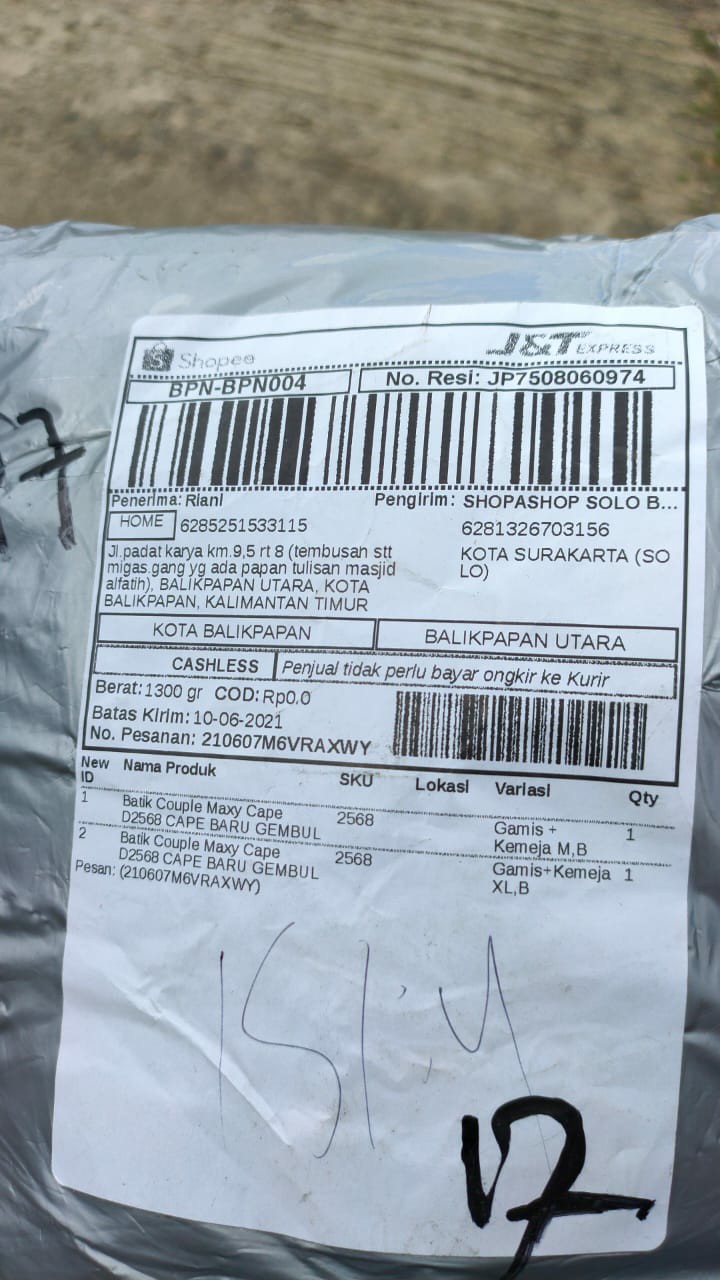 Shopee
J&T EXPRESS
BPN-BPN004
No. Resi: JP7508060974
Penerima: Riani
Pengirim: SHOPASHOP SOLO B...
HOME 6285251533115
6281326703156
Jl.padat karya km.9,5 rt 8 (tembusan stt
migas.gang yg ada papan tulisan masjid
alfatih), BALIKPAPAN UTARA, KOTA
BALIKPAPAN, KALIMANTAN TIMUR
KOTA SURAKARTA (SO
LO)
KOTA BALIKPAPAN
BALIKPAPAN UTARA
CASHLESS
Penjual tidak perlu bayar ongkir ke Kurir
Berat: 1300 gr COD: Rp0,0
Batas Kirim: 10-06-2021
No. Pesanan: 210607M6VRAXWY
New ID Nama Produk SKU Lokasi Variasi Qty
1 Batik Couple Maxy Cape 2568 Gamis + 1
D2568 CAPE BARU GEMBUL Kemeja M,B
2 Batik Couple Maxy Cape 2568 Gamis+Kemeja 1
D2568 CAPE BARU GEMBUL XL,B
Pesan: (210607M6VRAXWY)